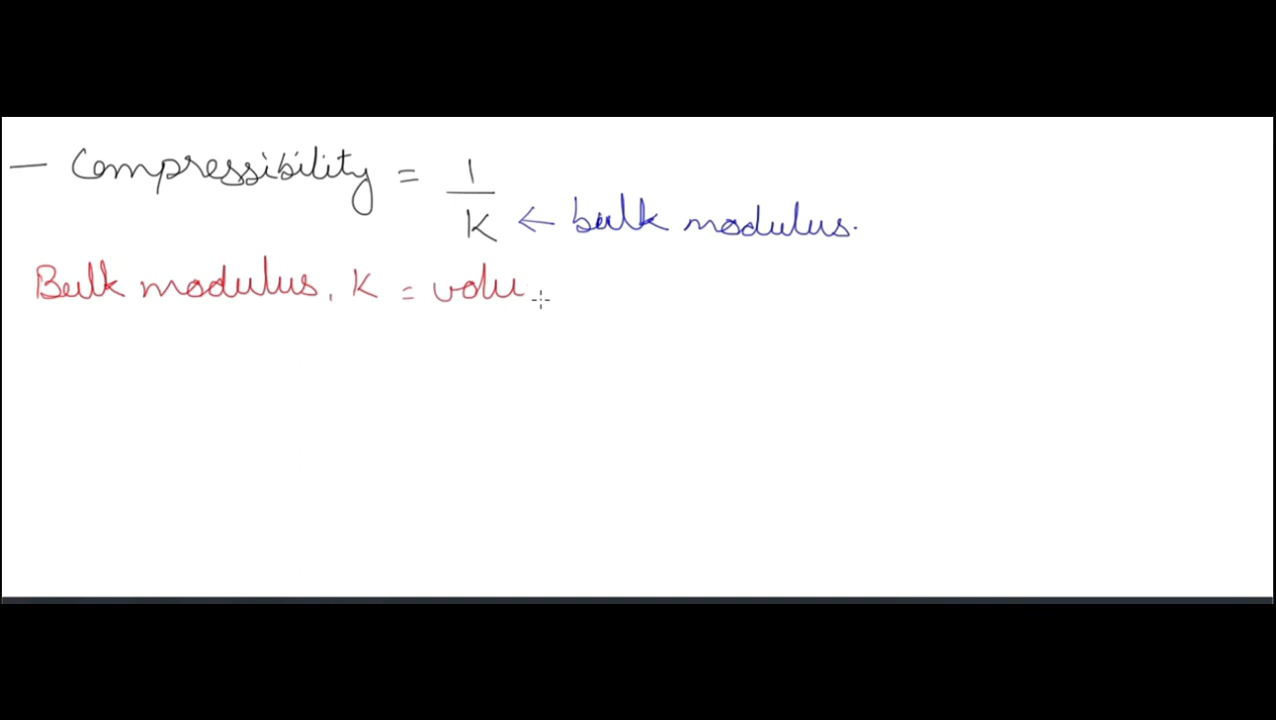 — Compressibility = 1/K ← bulk modulus.
Bulk modulus, K = volu